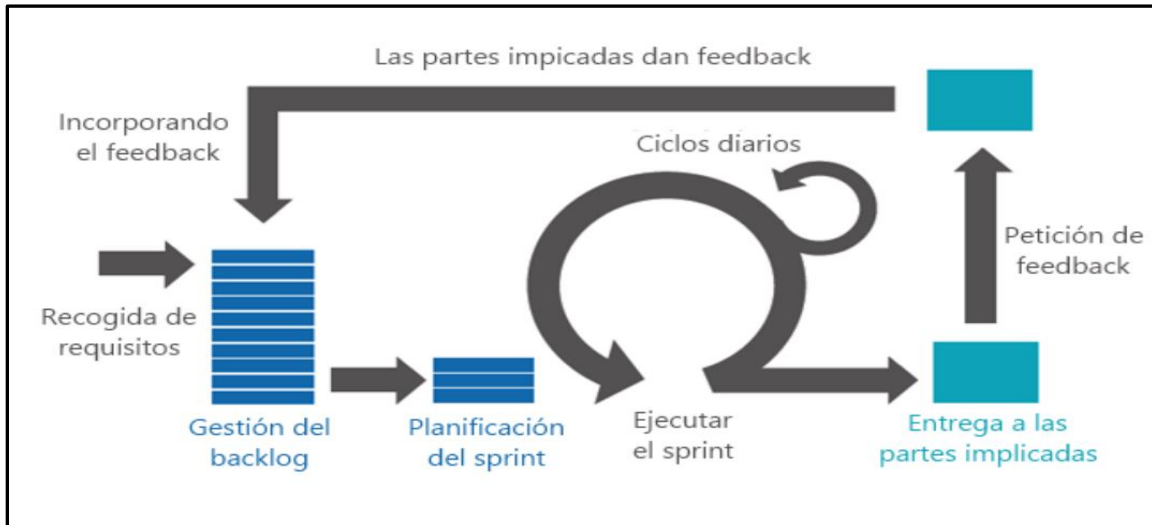 Las partes impicadas dan feedback
Incorporando
el feedback
Ciclos diarios
Petición de
feedback
Recogida de
requisitos
Gestión del
backlog
Planificación
del sprint
Ejecutar
el sprint
Entrega a las
partes implicadas